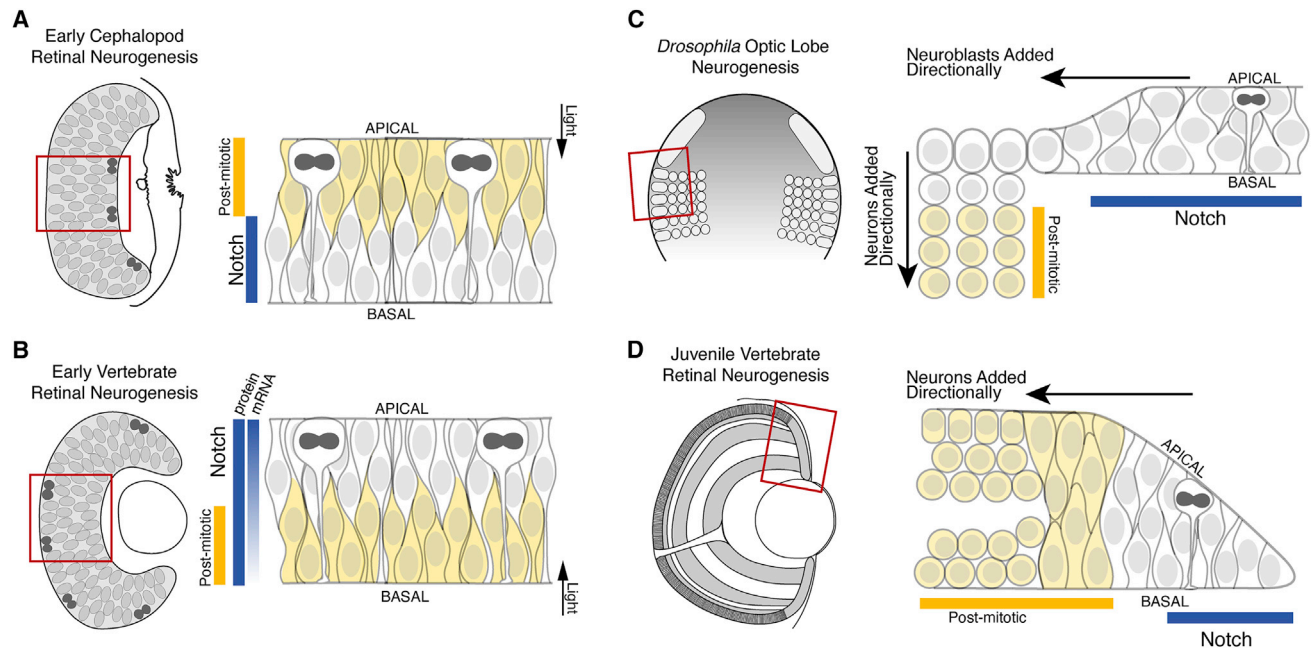 A
Early Cephalopod
Retinal Neurogenesis
Post-mitotic
Notch
APICAL
BASAL
Light
B
Early Vertebrate
Retinal Neurogenesis
protein
mRNA
Notch
Post-mitotic
APICAL
BASAL
Light
C
Drosophila Optic Lobe
Neurogenesis
Neuroblasts Added
Directionally
APICAL
BASAL
Notch
Neurons Added
Directionally
Post-mitotic
D
Juvenile Vertebrate
Retinal Neurogenesis
Neurons Added
Directionally
APICAL
BASAL
Post-mitotic
Notch